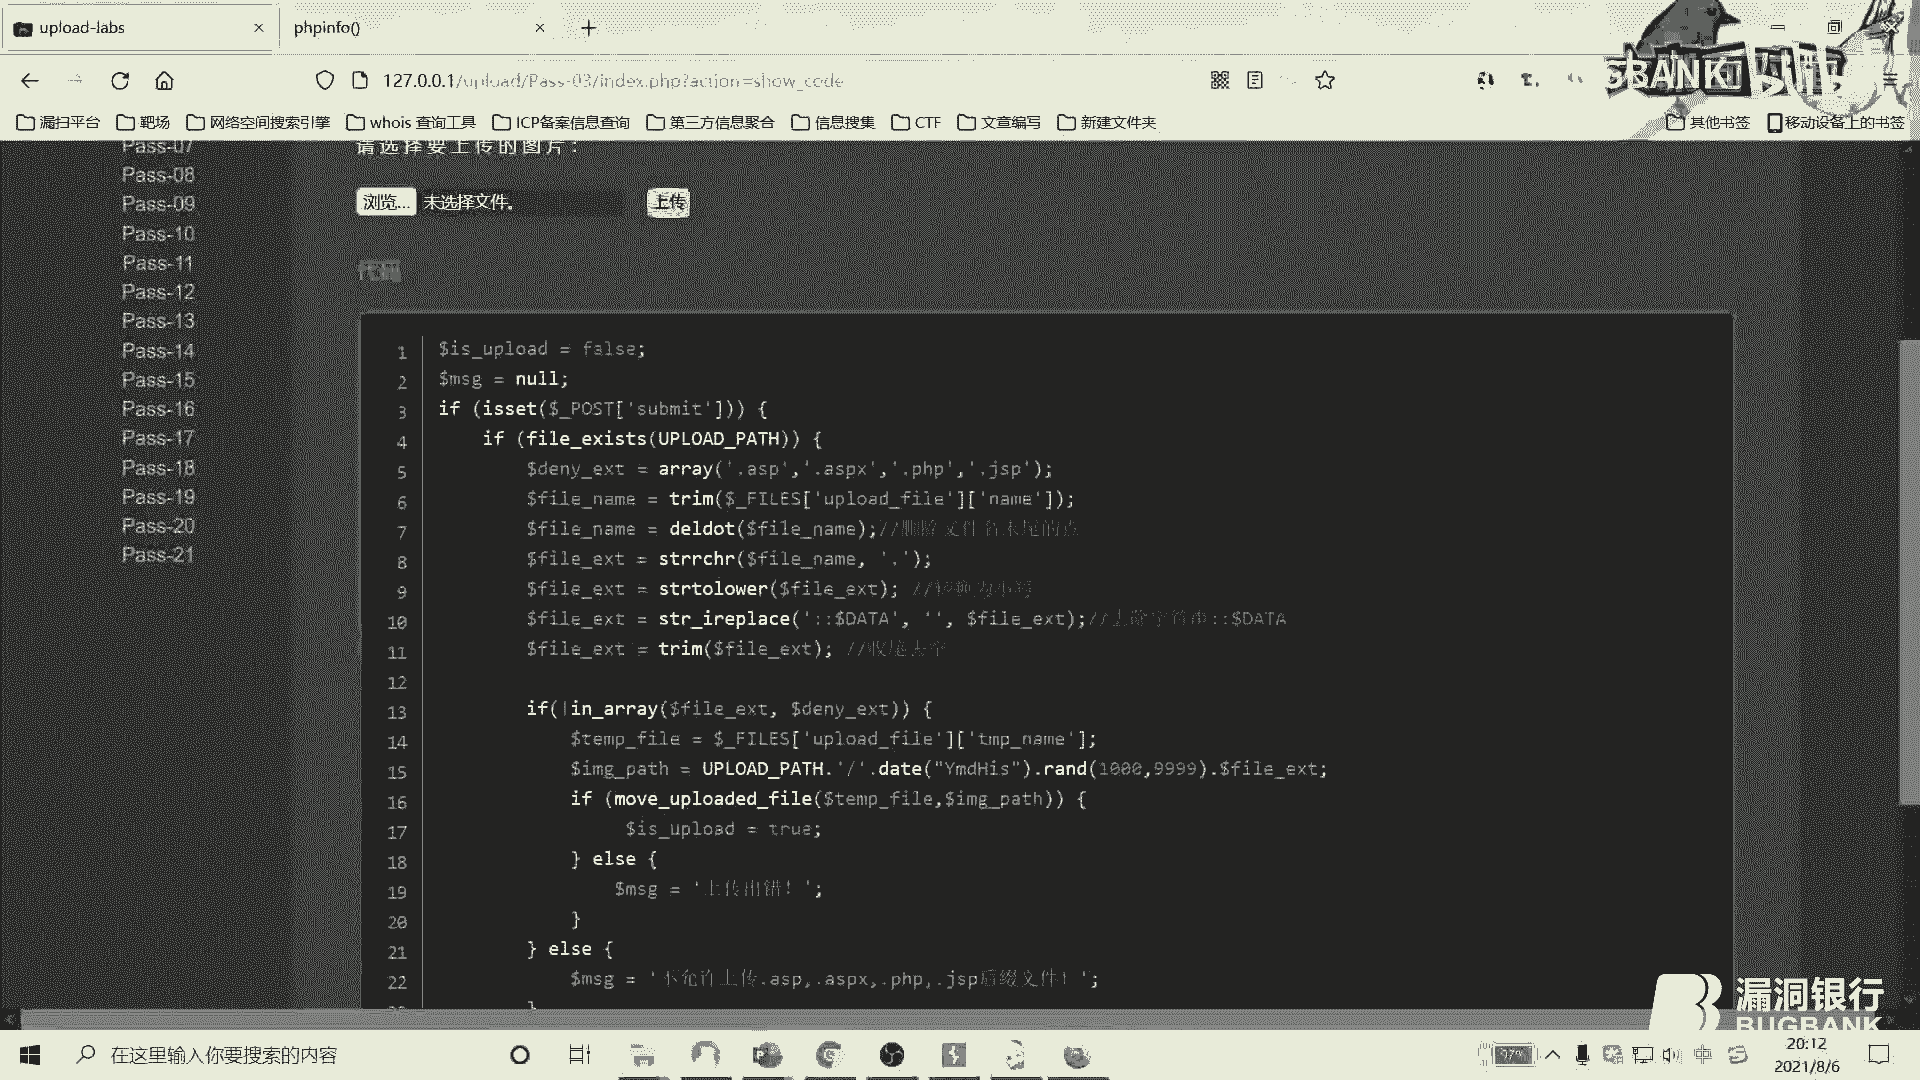 upload-labs
phpinfo()
127.0.0.1/upload/Pass-03/index.php?action=show_code
漏扫平台 靶场 网络空间搜索引擎 whois 查询工具 ICP备案信息查询 第三方信息聚合 信息搜集 CTF 文章编写 新建文件夹 其他书签 移动设备上的书签
Pass-07
Pass-08
Pass-09
Pass-10
Pass-11
Pass-12
Pass-13
Pass-14
Pass-15
Pass-16
Pass-17
Pass-18
Pass-19
Pass-20
Pass-21
请选择要上传的图片：
浏览... 未选择文件。 上传
代码
1 $is_upload = false;
2 $msg = null;
3 if (isset($_POST['submit'])) {
4 if (file_exists(UPLOAD_PATH)) {
5 $deny_ext = array('.asp','.aspx','.php','.jsp');
6 $file_name = trim($_FILES['upload_file']['name']);
7 $file_name = deldot($file_name);//删除文件名末尾的点
8 $file_ext = strrchr($file_name, '.');
9 $file_ext = strtolower($file_ext); //转换为小写
10 $file_ext = str_ireplace('::$DATA', '', $file_ext);//去除字符串::$DATA
11 $file_ext = trim($file_ext); //收尾去空
12
13 if(!in_array($file_ext, $deny_ext)) {
14 $temp_file = $_FILES['upload_file']['tmp_name'];
15 $img_path = UPLOAD_PATH.'/'.date("YmdHis").rand(1000,9999).$file_ext;
16 if (move_uploaded_file($temp_file,$img_path)) {
17 $is_upload = true;
18 } else {
19 $msg = '上传出错！';
20 }
21 } else {
22 $msg = '不允许上传.asp,.aspx,.php,.jsp后缀文件！';
}
漏洞银行
BUGBANK
在这里输入你要搜索的内容
97%
中
20:12
2021/8/6